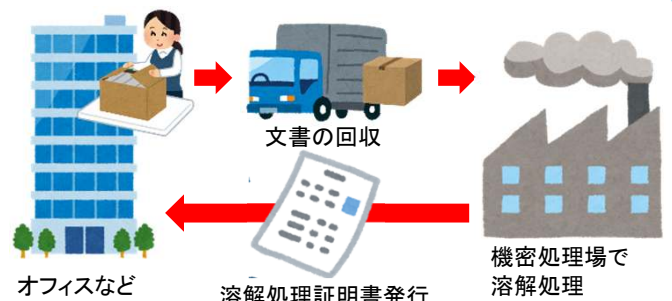 文書の回収
機密処理場で
溶解処理
溶解処理証明書発行
オフィスなど